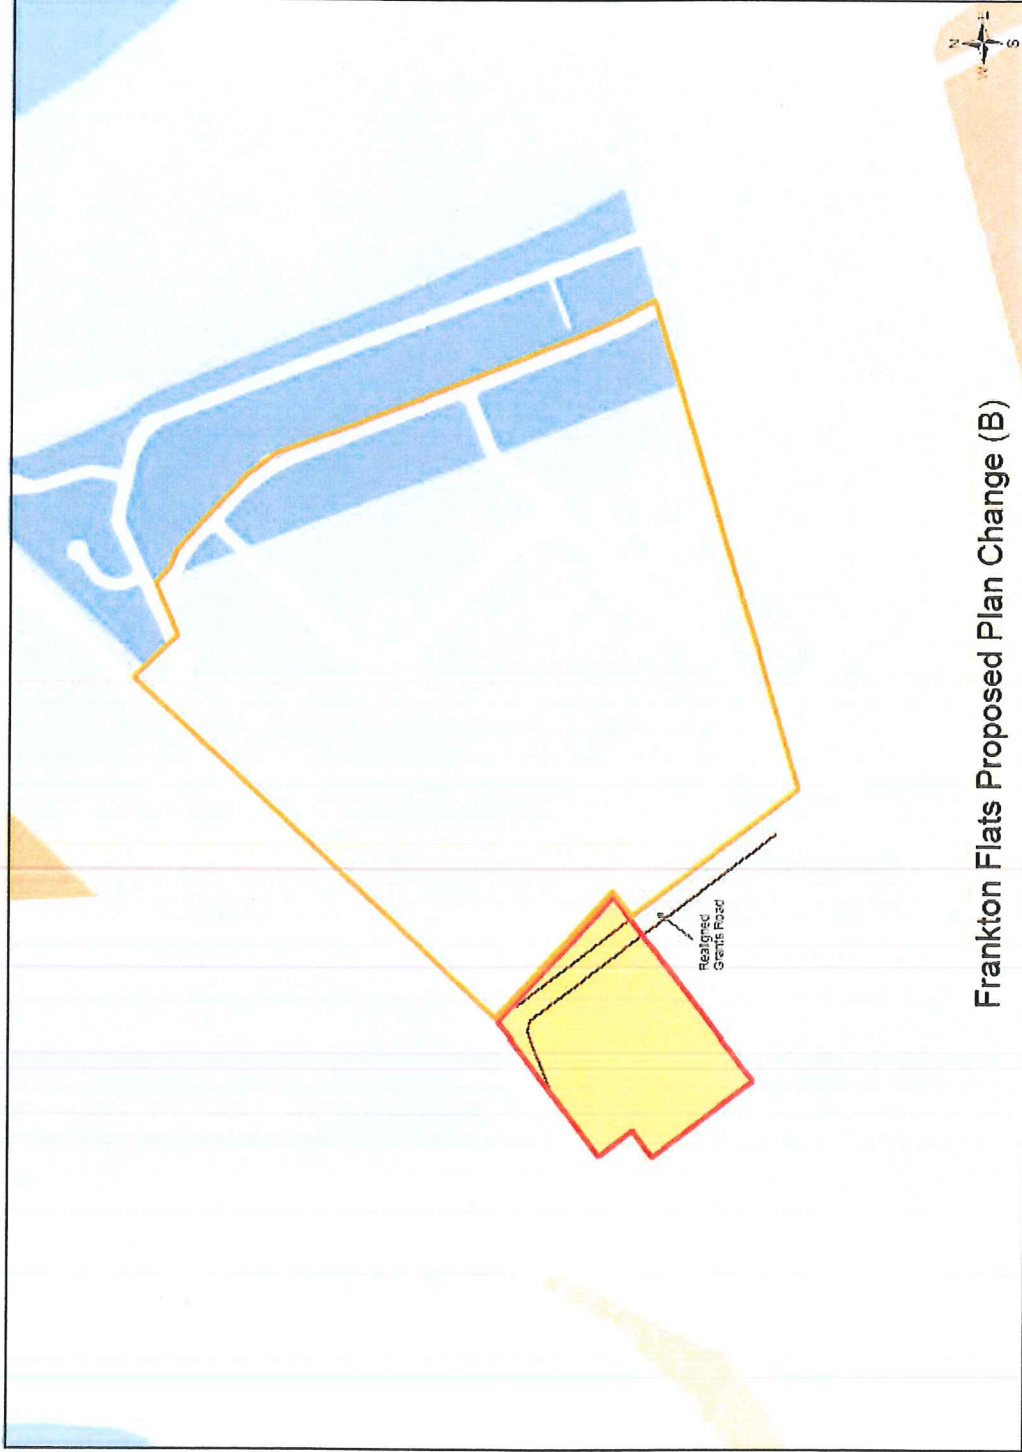 N
W E
S
Realigned
Grants Road
Frankton Flats Proposed Plan Change (B)